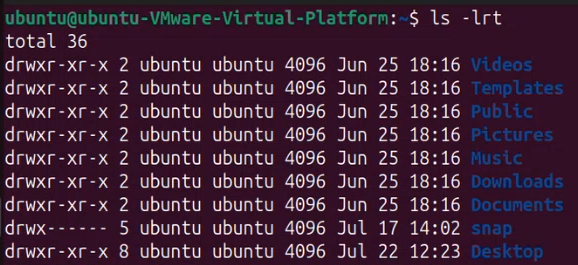 ubuntu@ubuntu-VMware-Virtual-Platform:~$ ls -lrt
total 36
drwxr-xr-x 2 ubuntu ubuntu 4096 Jun 25 18:16 Videos
drwxr-xr-x 2 ubuntu ubuntu 4096 Jun 25 18:16 Templates
drwxr-xr-x 2 ubuntu ubuntu 4096 Jun 25 18:16 Public
drwxr-xr-x 2 ubuntu ubuntu 4096 Jun 25 18:16 Pictures
drwxr-xr-x 2 ubuntu ubuntu 4096 Jun 25 18:16 Music
drwxr-xr-x 2 ubuntu ubuntu 4096 Jun 25 18:16 Downloads
drwxr-xr-x 2 ubuntu ubuntu 4096 Jun 25 18:16 Documents
drwx------ 5 ubuntu ubuntu 4096 Jul 17 14:02 snap
drwxr-xr-x 8 ubuntu ubuntu 4096 Jul 22 12:23 Desktop